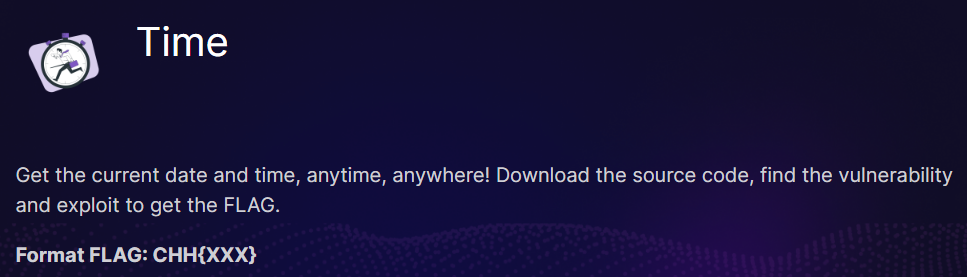 Time
Get the current date and time, anytime, anywhere! Download the source code, find the vulnerability
and exploit to get the FLAG.
Format FLAG: CHH{XXX}